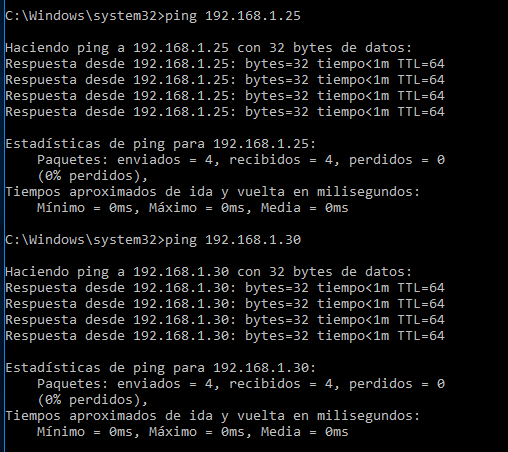 C:\Windows\system32>ping 192.168.1.25
Haciendo ping a 192.168.1.25 con 32 bytes de datos:
Respuesta desde 192.168.1.25: bytes=32 tiempo<1m TTL=64
Respuesta desde 192.168.1.25: bytes=32 tiempo<1m TTL=64
Respuesta desde 192.168.1.25: bytes=32 tiempo<1m TTL=64
Respuesta desde 192.168.1.25: bytes=32 tiempo<1m TTL=64
Estadísticas de ping para 192.168.1.25:
Paquetes: enviados = 4, recibidos = 4, perdidos = 0
(0% perdidos),
Tiempos aproximados de ida y vuelta en milisegundos:
Mínimo = 0ms, Máximo = 0ms, Media = 0ms
C:\Windows\system32>ping 192.168.1.30
Haciendo ping a 192.168.1.30 con 32 bytes de datos:
Respuesta desde 192.168.1.30: bytes=32 tiempo<1m TTL=64
Respuesta desde 192.168.1.30: bytes=32 tiempo<1m TTL=64
Respuesta desde 192.168.1.30: bytes=32 tiempo<1m TTL=64
Respuesta desde 192.168.1.30: bytes=32 tiempo<1m TTL=64
Estadísticas de ping para 192.168.1.30:
Paquetes: enviados = 4, recibidos = 4, perdidos = 0
(0% perdidos),
Tiempos aproximados de ida y vuelta en milisegundos:
Mínimo = 0ms, Máximo = 0ms, Media = 0ms